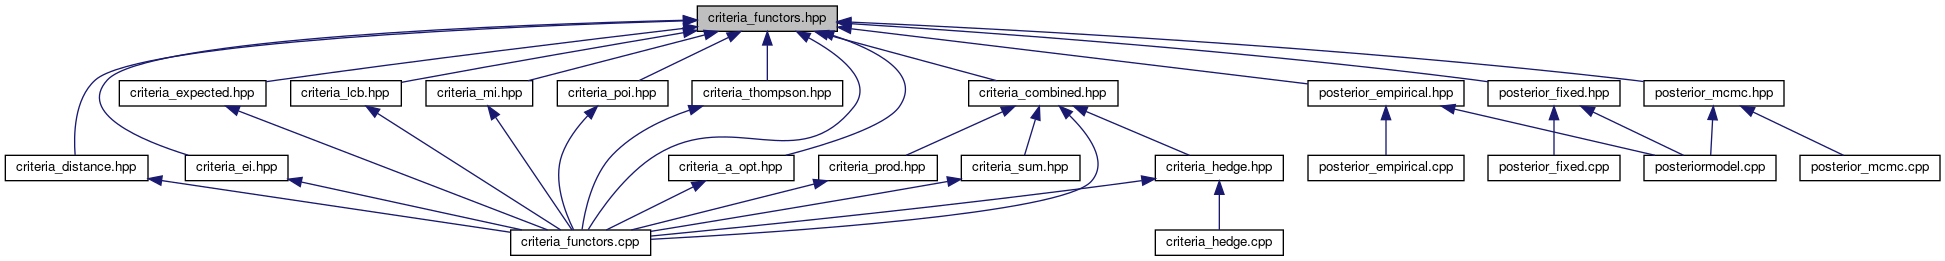 criteria_functors.hpp
criteria_expected.hpp
criteria_lcb.hpp
criteria_mi.hpp
criteria_poi.hpp
criteria_thompson.hpp
criteria_combined.hpp
posterior_empirical.hpp
posterior_fixed.hpp
posterior_mcmc.hpp
criteria_distance.hpp
criteria_ei.hpp
criteria_a_opt.hpp
criteria_prod.hpp
criteria_sum.hpp
criteria_hedge.hpp
posterior_empirical.cpp
posterior_fixed.cpp
posteriormodel.cpp
posterior_mcmc.cpp
criteria_functors.cpp
criteria_hedge.cpp